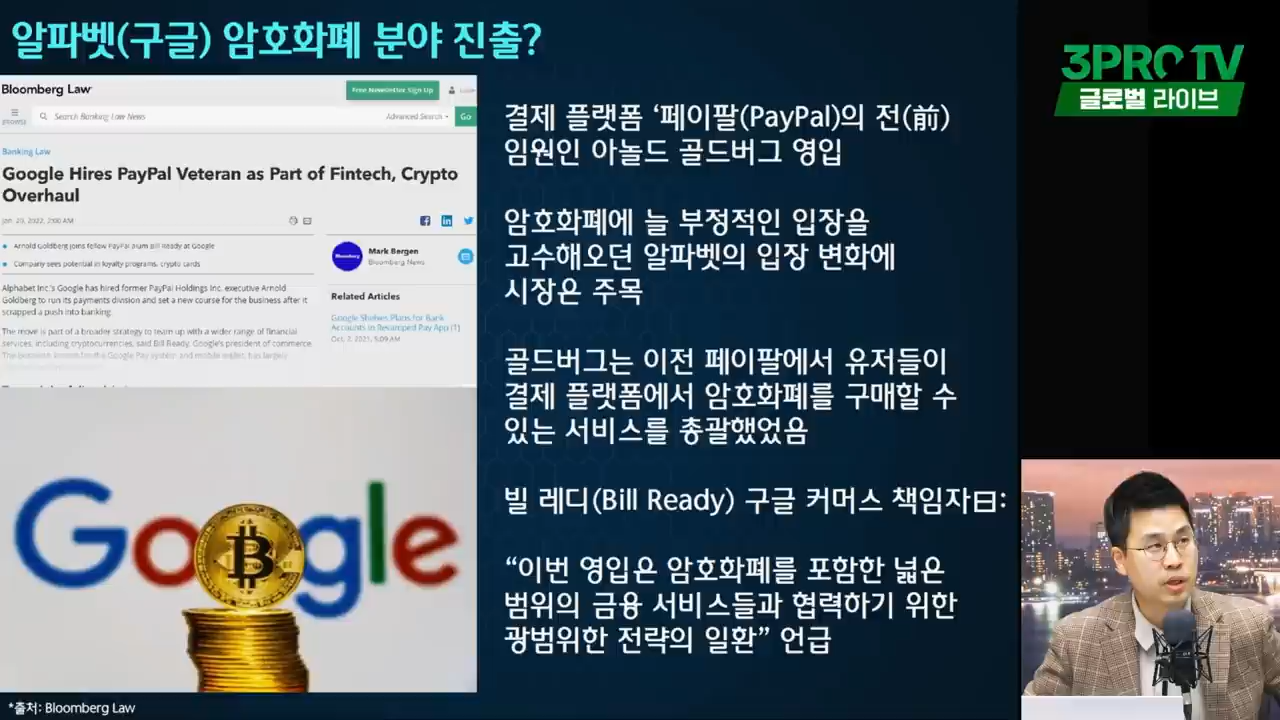 알파벳(구글) 암호화폐 분야 진출?
3PRO TV
글로벌 라이브
Bloomberg Law
Free Newsletter Sign Up
Login
Search Banking Law News
Advanced Search
Go
Banking Law
Google Hires PayPal Veteran as Part of Fintech, Crypto
Overhaul
Jan. 20, 2022, 2:00 AM
Arnold Goldberg joins fellow PayPal alum Bill Ready at Google
Company sees potential in loyalty programs, crypto cards
Alphabet Inc.'s Google has hired former PayPal Holdings Inc. executive Arnold
Goldberg to run its payments division and set a new course for the business after it
scrapped a push into banking.
The move is part of a broader strategy to team up with a wider range of financial
services, including cryptocurrencies, said Bill Ready, Google's president of commerce.
Bloomberg
Mark Bergen
Bloomberg News
Related Articles
Google Shelves Plans for Bank
Accounts in Revamped Pay App (1)
Oct. 2, 2021, 5:09 AM
Google
결제 플랫폼 ‘페이팔(PayPal)의 전(前)
임원인 아놀드 골드버그 영입
암호화폐에 늘 부정적인 입장을
고수해오던 알파벳의 입장 변화에
시장은 주목
골드버그는 이전 페이팔에서 유저들이
결제 플랫폼에서 암호화폐를 구매할 수
있는 서비스를 총괄했었음
빌 레디(Bill Ready) 구글 커머스 책임자曰:
“이번 영입은 암호화폐를 포함한 넓은
범위의 금융 서비스들과 협력하기 위한
광범위한 전략의 일환” 언급
*출처: Bloomberg Law